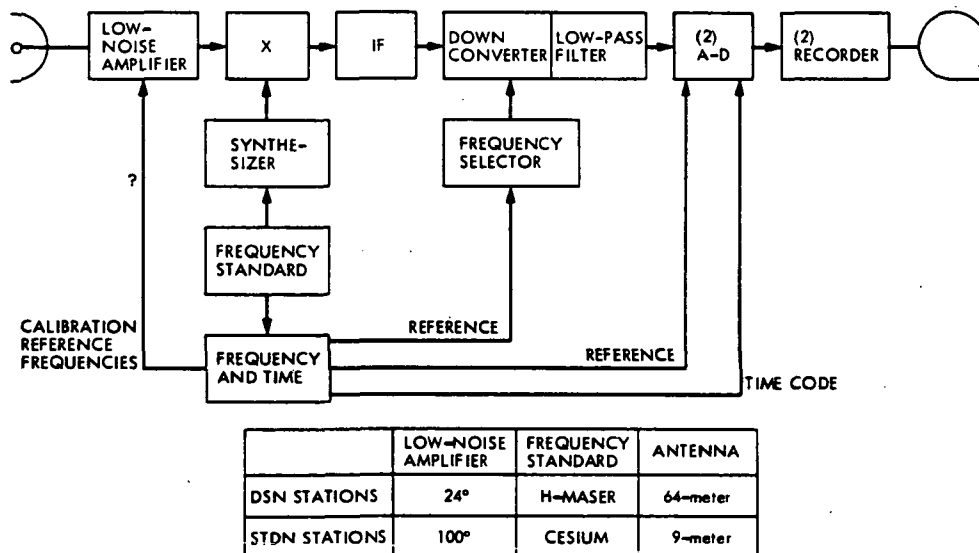 LOW-
NOISE
AMPLIFIER
X
IF
DOWN
CONVERTER
LOW-PASS
FILTER
(2)
A-D
(2)
RECORDER
SYNTHE-
SIZER
FREQUENCY
SELECTOR
?
FREQUENCY
STANDARD
CALIBRATION
REFERENCE
FREQUENCIES
FREQUENCY
AND TIME
REFERENCE
REFERENCE
TIME CODE
LOW-NOISE
AMPLIFIER
FREQUENCY
STANDARD
ANTENNA
DSN STATIONS
24°
H-MASER
64-meter
STDN STATIONS
100°
CESIUM
9-meter